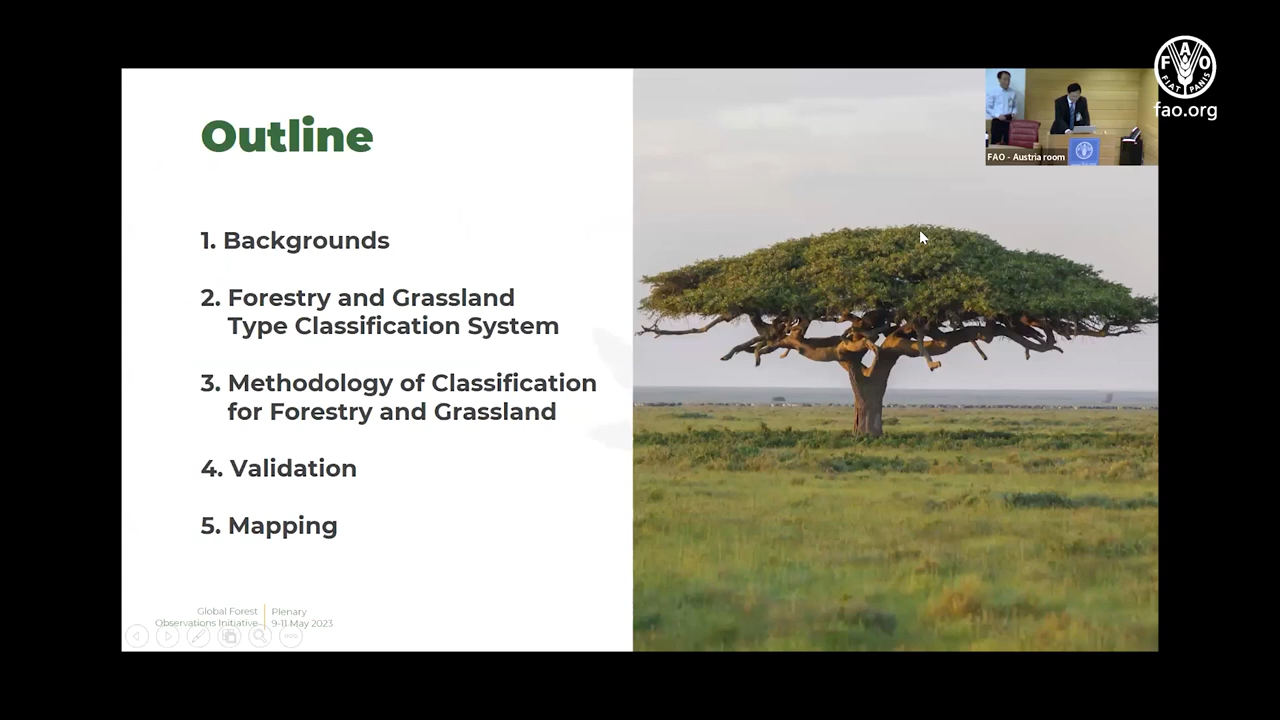 Outline
1. Backgrounds
2. Forestry and Grassland
Type Classification System
3. Methodology of Classification
for Forestry and Grassland
4. Validation
5. Mapping
Global Forest
Observations Initiative
Plenary
9-11 May 2023
FAO - Austria room
F A O
FIAT PANIS
fao.org